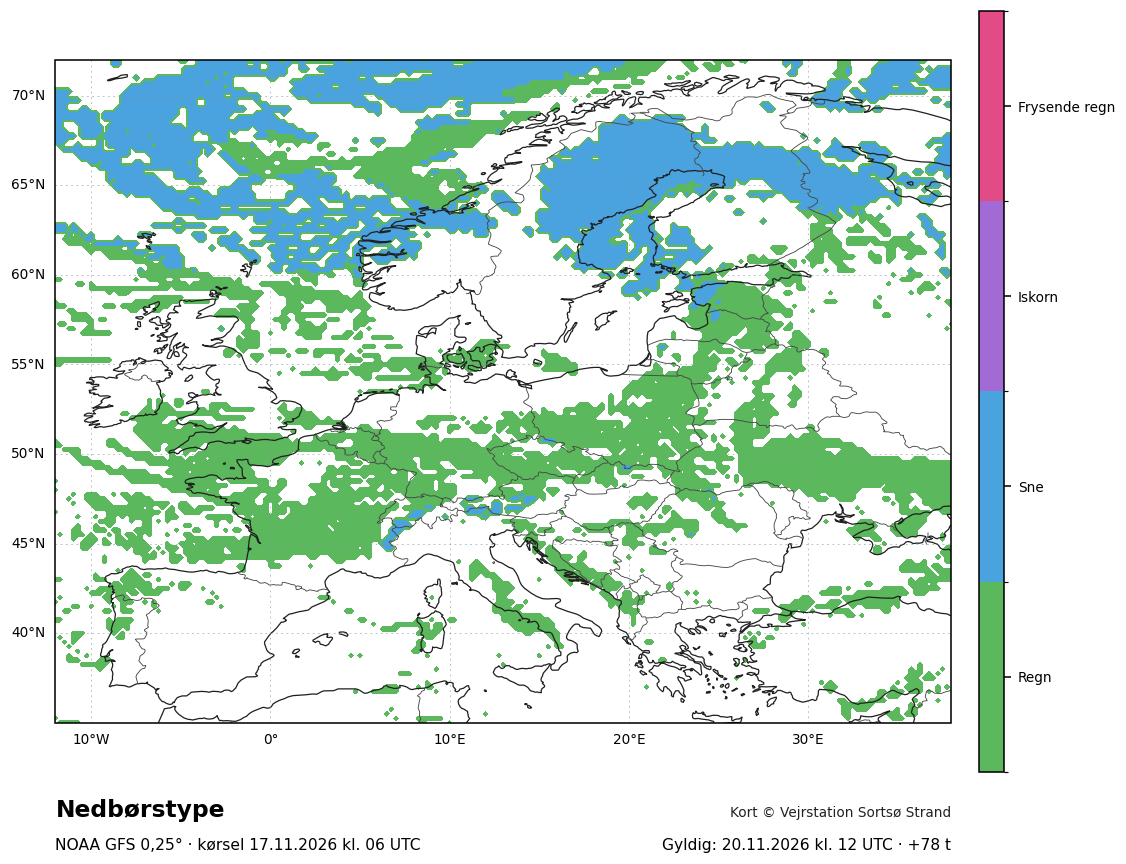 Frysende regn
Iskorn
Sne
Regn
70°N
65°N
60°N
55°N
50°N
45°N
40°N
10°W
0°
10°E
20°E
30°E
Nedbørstype
Kort © Vejrstation Sortsø Strand
NOAA GFS 0,25° · kørsel 17.11.2026 kl. 06 UTC
Gyldig: 20.11.2026 kl. 12 UTC · +78 t